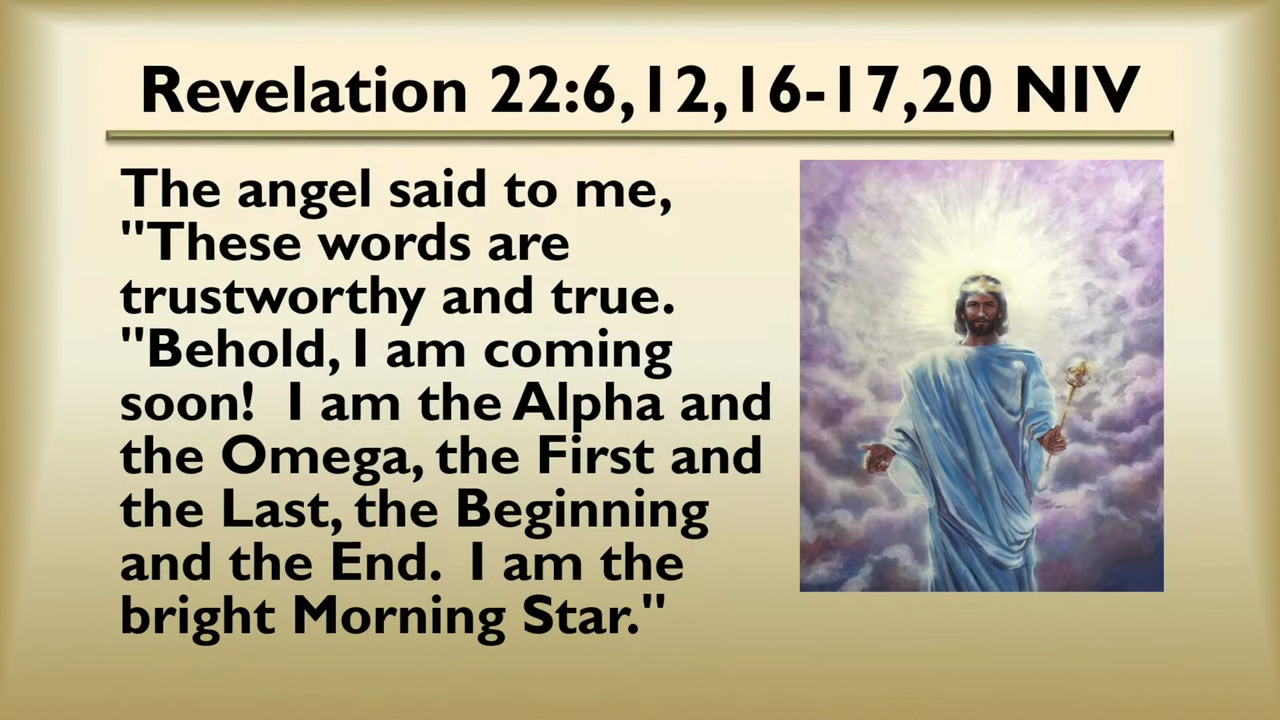 Revelation 22:6,12,16-17,20 NIV
The angel said to me,
"These words are
trustworthy and true.
"Behold, I am coming
soon!  I am the Alpha and
the Omega, the First and
the Last, the Beginning
and the End.  I am the
bright Morning Star."